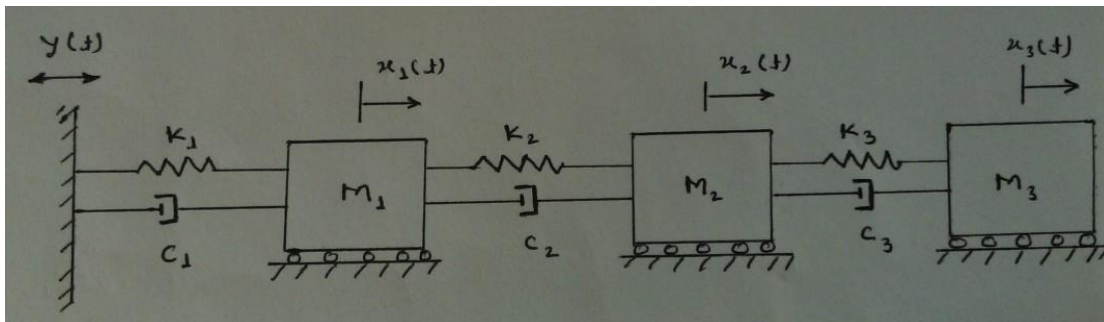 y(t)
x₁(t)
x₂(t)
x₃(t)
K₁
K₂
K₃
M₁
M₂
M₃
C₁
C₂
C₃